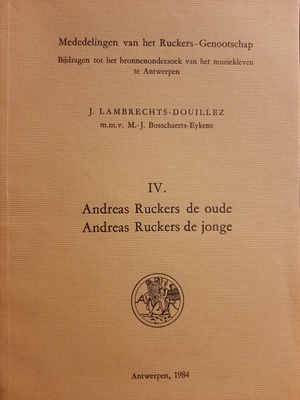 Mededelingen van het Ruckers-Genootschap
Bijdragen tot het bronnenonderzoek van het muziekleven
te Antwerpen
J. LAMBRECHTS-DOUILLEZ
m.m.v. M.-J. Bosschaerts-Eykens
IV.
Andreas Ruckers de oude
Andreas Ruckers de jonge
Antwerpen, 1984